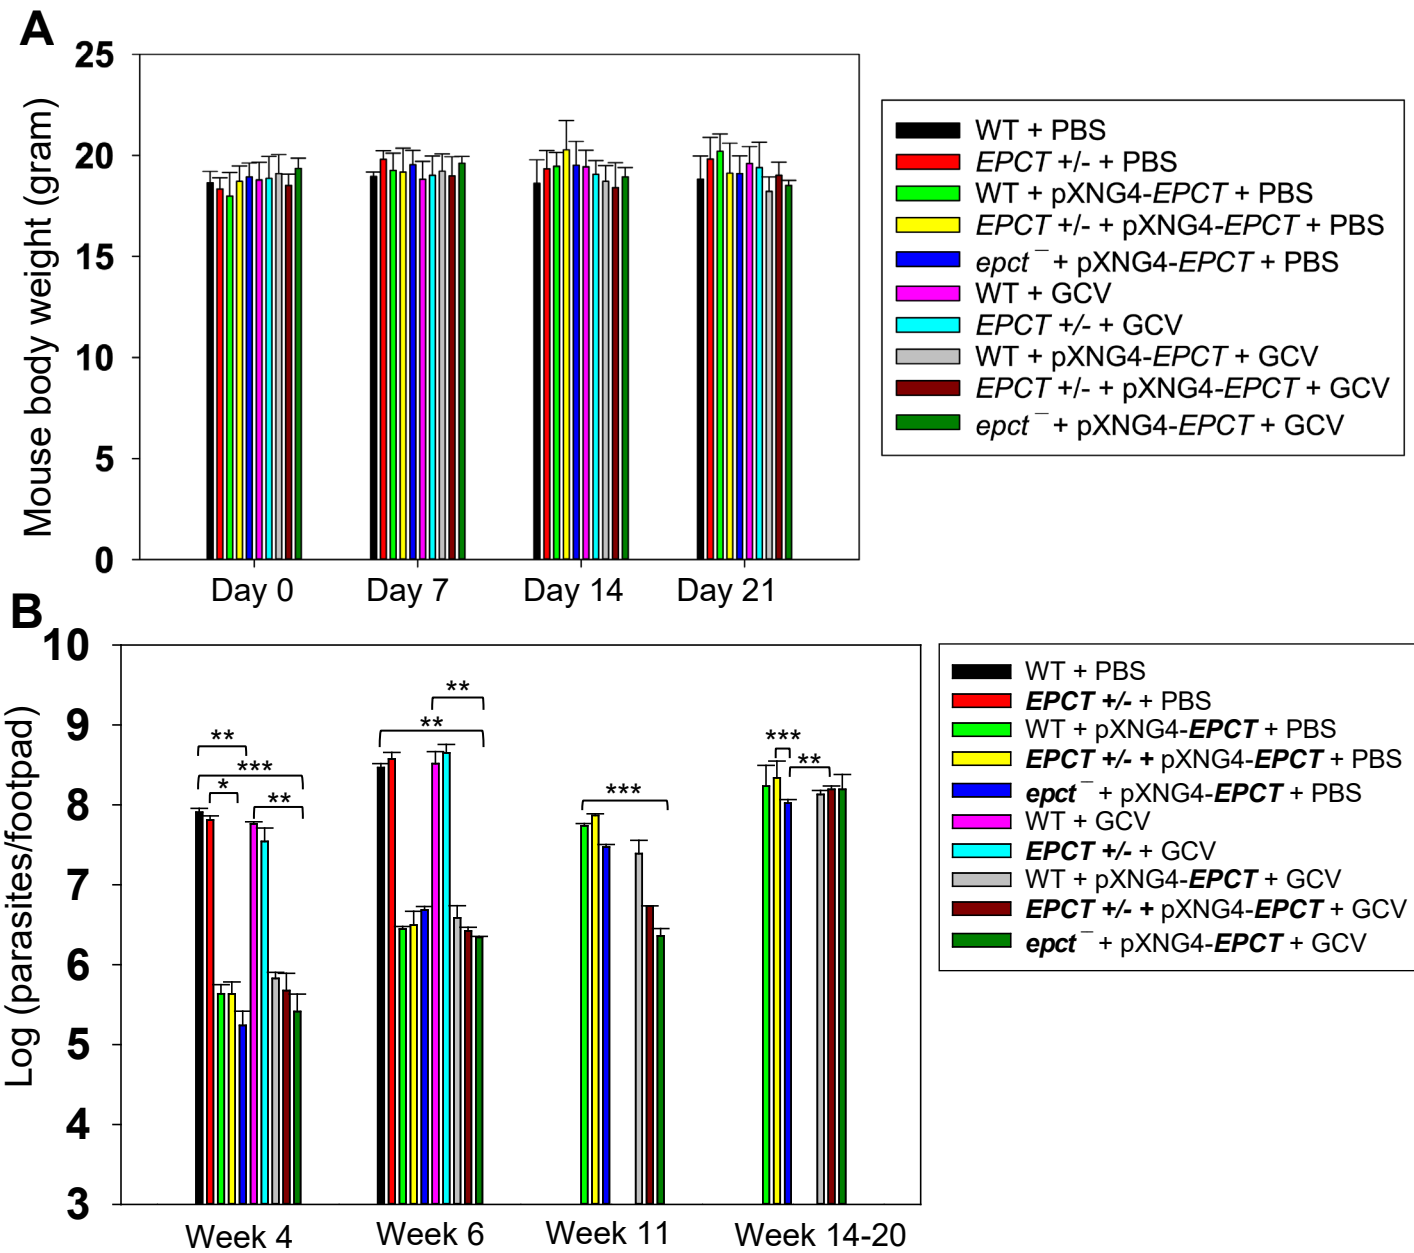 A
Mouse body weight (gram)
25
20
15
10
5
0
Day 0 Day 7 Day 14 Day 21
WT + PBS
EPCT +/- + PBS
WT + pXNG4-EPCT + PBS
EPCT +/- + pXNG4-EPCT + PBS
epct ¯ + pXNG4-EPCT + PBS
WT + GCV
EPCT +/- + GCV
WT + pXNG4-EPCT + GCV
EPCT +/- + pXNG4-EPCT + GCV
epct ¯ + pXNG4-EPCT + GCV
B
Log (parasites/footpad)
10
9
8
7
6
5
4
3
**
***
*
**
**
**
***
***
**
Week 4 Week 6 Week 11 Week 14-20
WT + PBS
EPCT +/- + PBS
WT + pXNG4-EPCT + PBS
EPCT +/- + pXNG4-EPCT + PBS
epct ¯ + pXNG4-EPCT + PBS
WT + GCV
EPCT +/- + GCV
WT + pXNG4-EPCT + GCV
EPCT +/- + pXNG4-EPCT + GCV
epct ¯ + pXNG4-EPCT + GCV